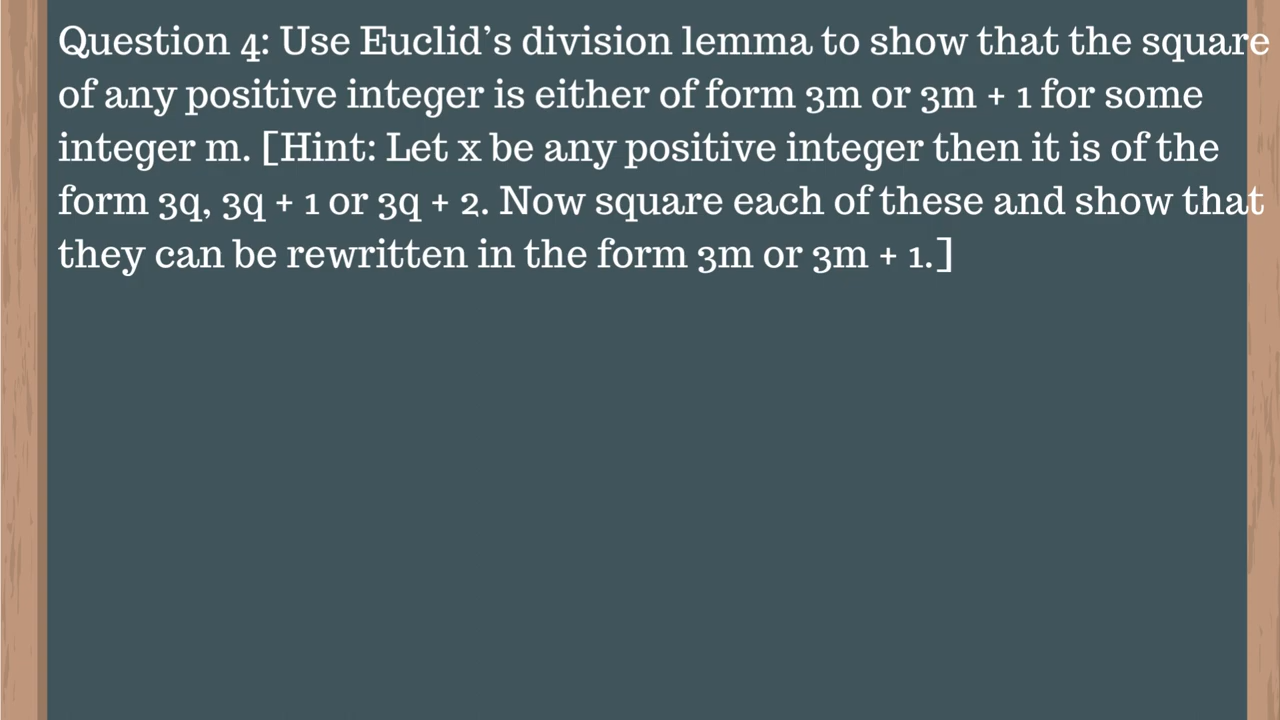 Question 4: Use Euclid’s division lemma to show that the square
of any positive integer is either of form 3m or 3m + 1 for some
integer m. [Hint: Let x be any positive integer then it is of the
form 3q, 3q + 1 or 3q + 2. Now square each of these and show that
they can be rewritten in the form 3m or 3m + 1.]